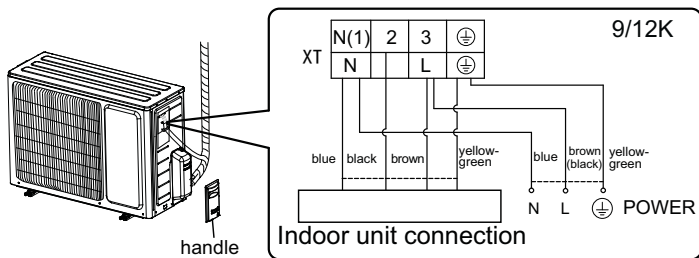 9/12K
N(1) 2 3
XT
N L
blue black brown yellow-
green
blue brown
(black) yellow-
green
N L POWER
Indoor unit connection
handle